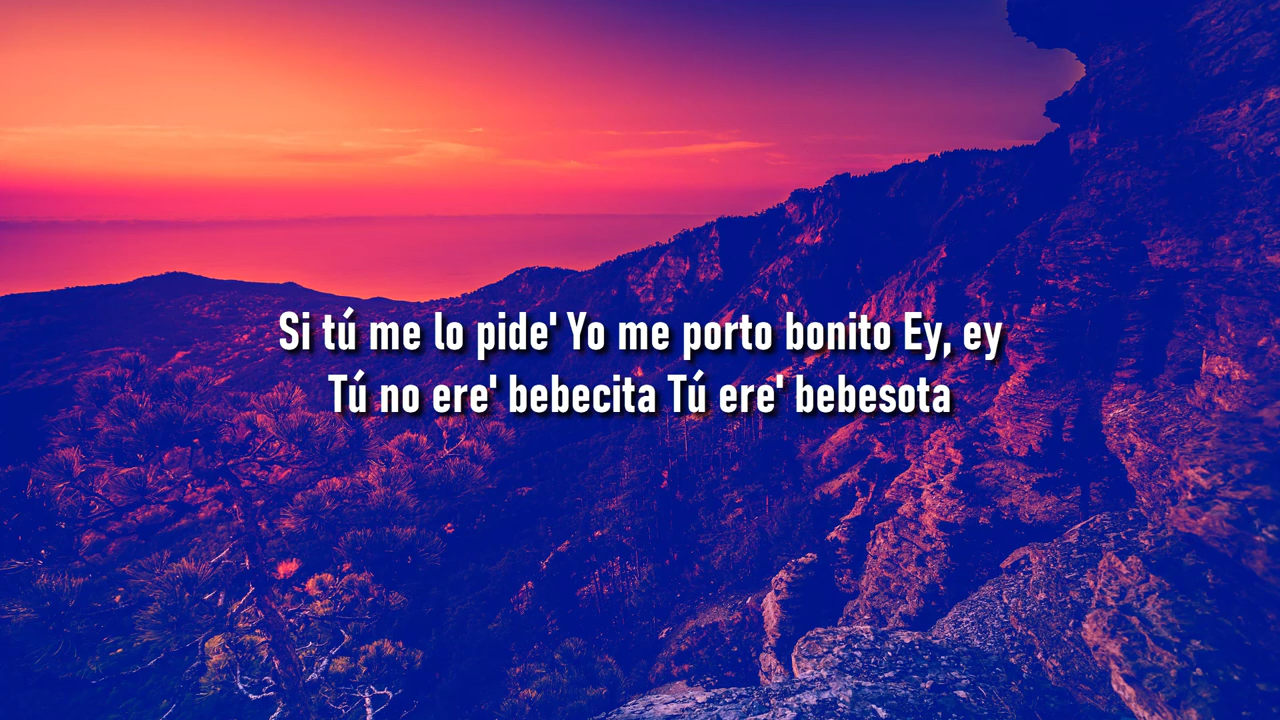 Si tú me lo pide' Yo me porto bonito Ey, ey
Tú no ere' bebecita Tú ere' bebesota